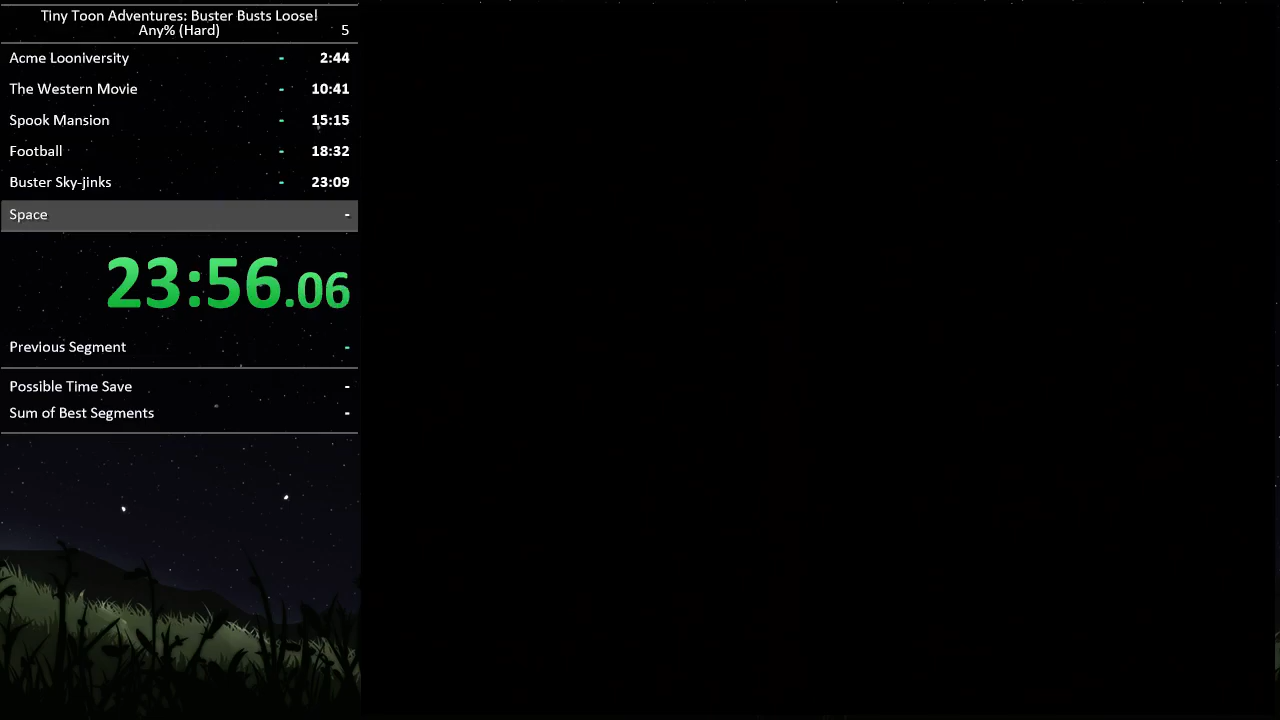 Tiny Toon Adventures: Buster Busts Loose!
Any% (Hard) 5
Acme Looniversity - 2:44
The Western Movie - 10:41
Spook Mansion - 15:15
Football - 18:32
Buster Sky-jinks - 23:09
Space -
23:56.06
Previous Segment -
Possible Time Save -
Sum of Best Segments -